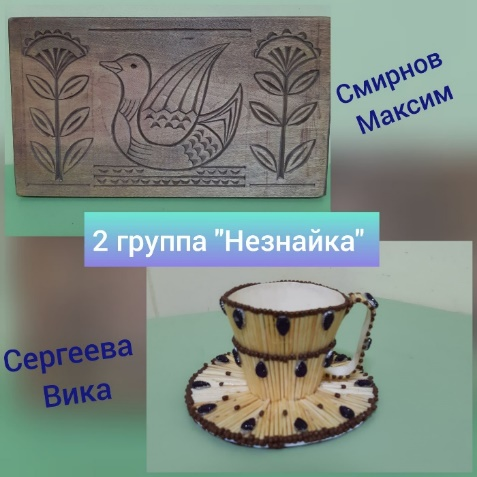 Смирнов
Максим
2 группа "Незнайка"
Сергеева
Вика